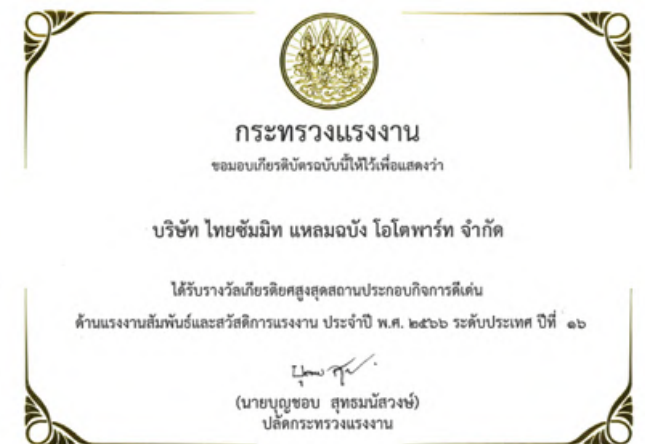 กระทรวงแรงงาน
ขอมอบเกียรติบัตรฉบับนี้ให้ไว้เพื่อแสดงว่า
บริษัท ไทยซัมมิท แหลมฉบัง โอโตพาร์ท จำกัด
ได้รับรางวัลเกียรติยศสูงสุดสถานประกอบกิจการดีเด่น
ด้านแรงงานสัมพันธ์และสวัสดิการแรงงาน ประจำปี พ.ศ. ๒๕๖๖ ระดับประเทศ ปีที่ ๑๖
(นายบุญชอบ สุทธมนัสวงษ์)
ปลัดกระทรวงแรงงาน